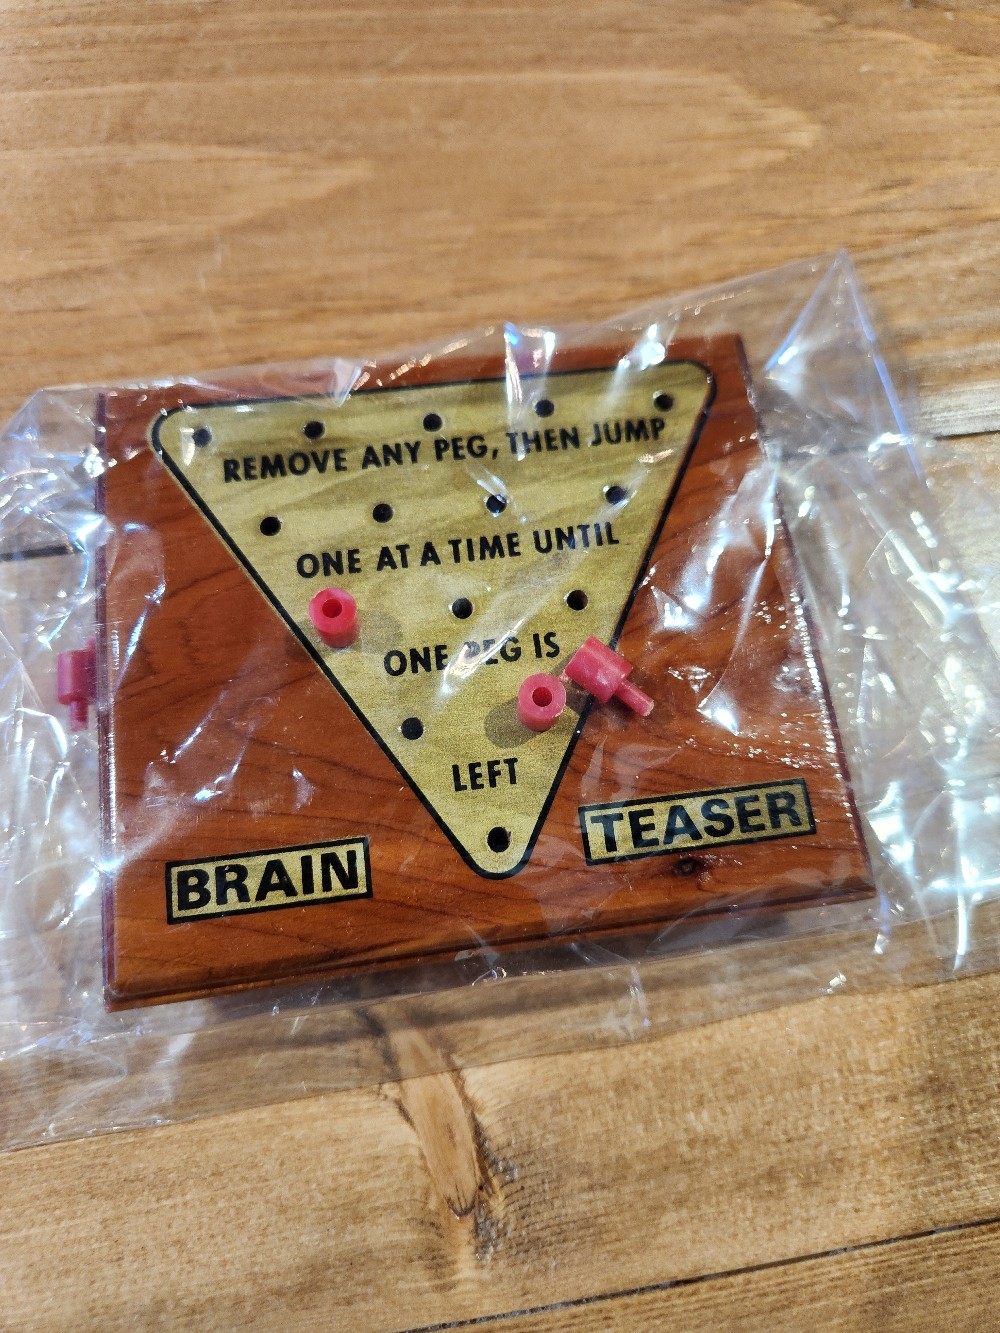 REMOVE ANY PEG, THEN JUMP
ONE AT A TIME UNTIL
ONE PEG IS
LEFT
BRAIN TEASER